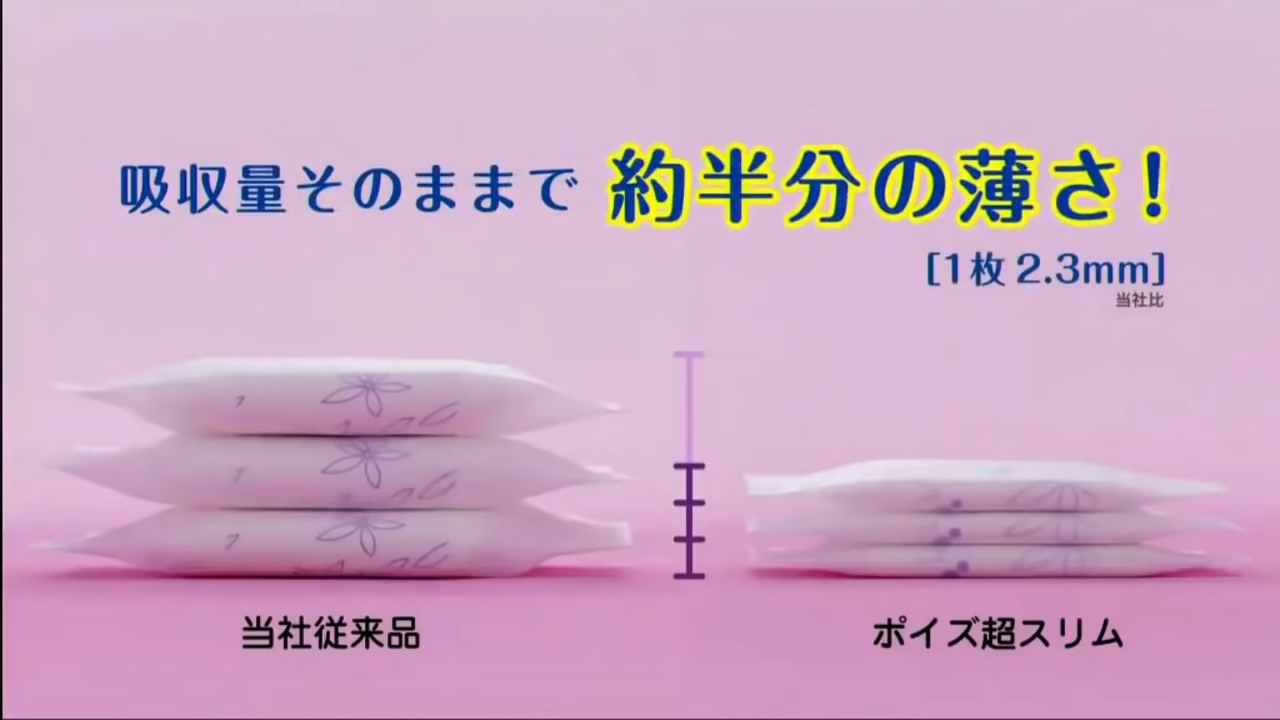 吸収量そのままで 約半分の薄さ!
[1枚 2.3mm]
当社比
当社従来品 ポイズ超スリム